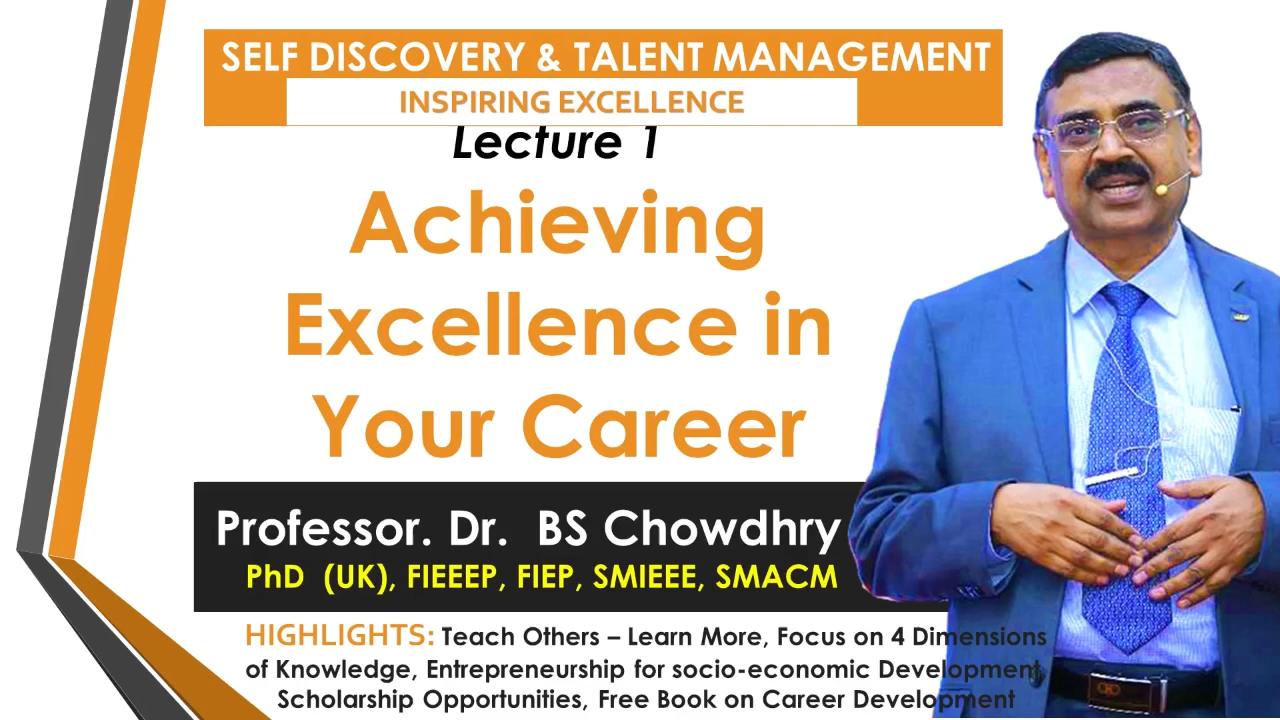 SELF DISCOVERY & TALENT MANAGEMENT
INSPIRING EXCELLENCE
Lecture 1
Achieving
Excellence in
Your Career
Professor. Dr. BS Chowdhry
PhD (UK), FIEEEP, FIEP, SMIEEE, SMACM
HIGHLIGHTS: Teach Others – Learn More, Focus on 4 Dimensions
of Knowledge, Entrepreneurship for socio-economic Development,
Scholarship Opportunities, Free Book on Career Development